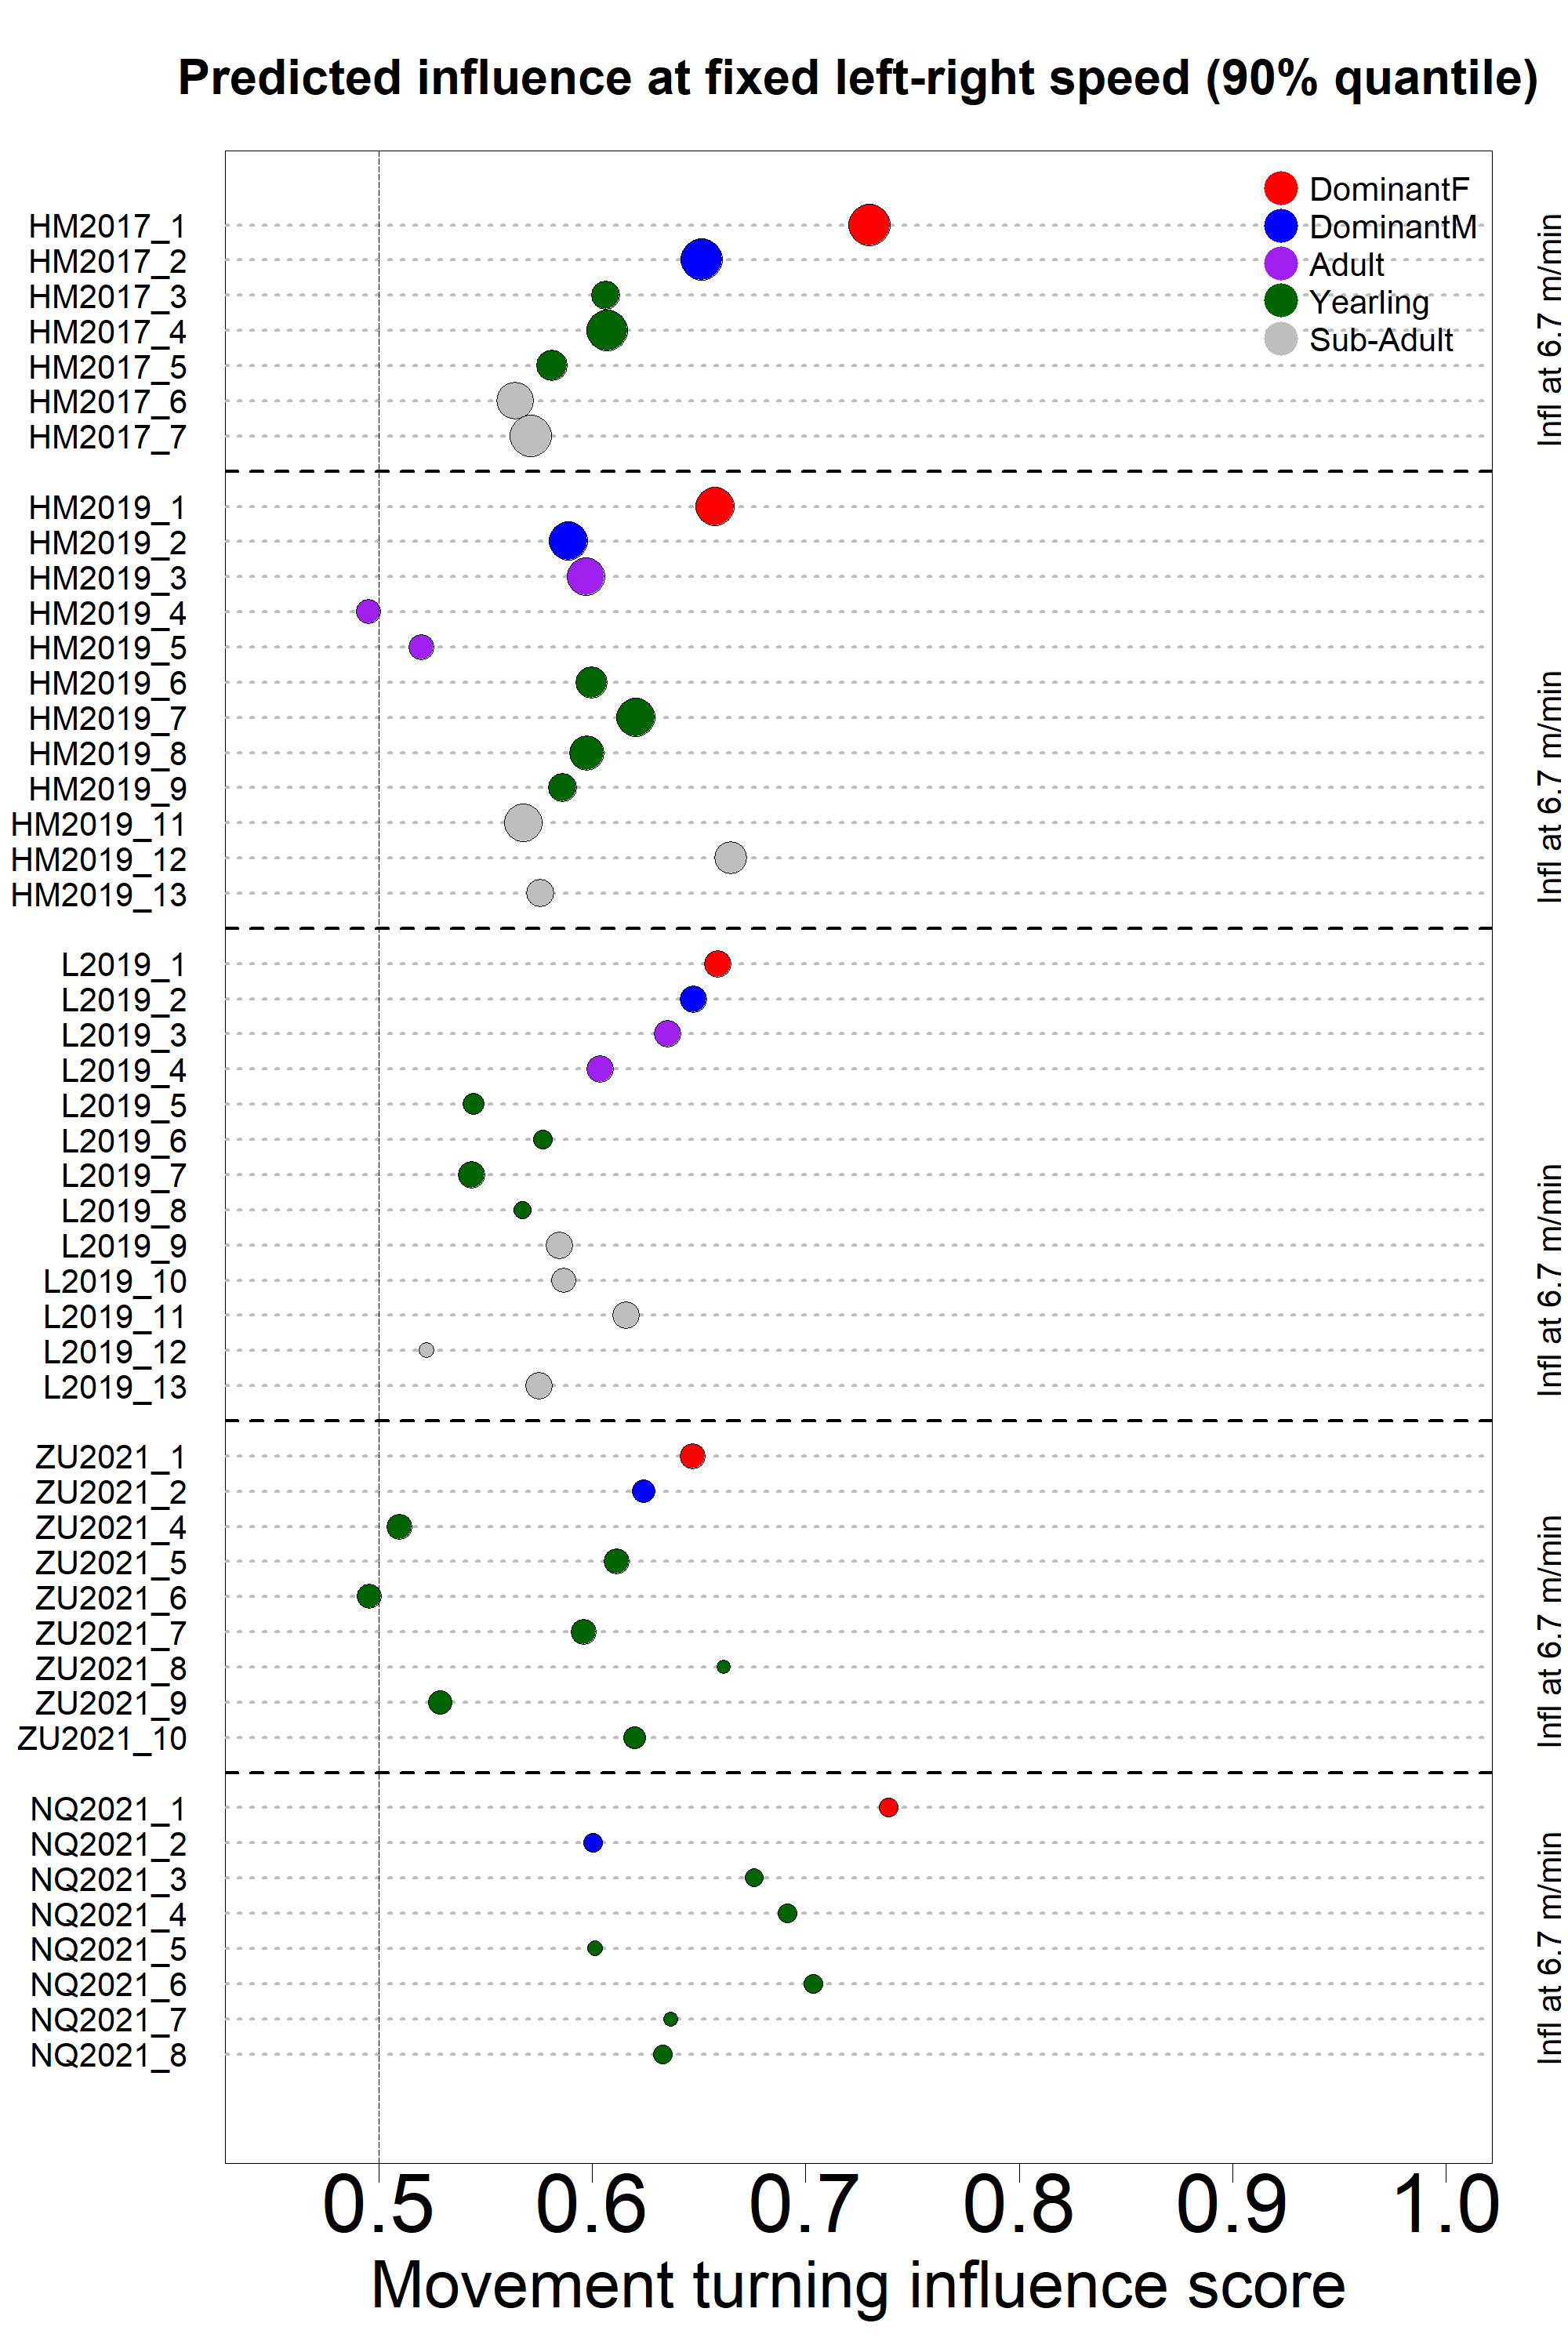 Predicted influence at fixed left-right speed (90% quantile)
DominantF
DominantM
Adult
Yearling
Sub-Adult
HM2017_1
HM2017_2
HM2017_3
HM2017_4
HM2017_5
HM2017_6
HM2017_7
Infl at 6.7 m/min
HM2019_1
HM2019_2
HM2019_3
HM2019_4
HM2019_5
HM2019_6
HM2019_7
HM2019_8
HM2019_9
HM2019_11
HM2019_12
HM2019_13
Infl at 6.7 m/min
L2019_1
L2019_2
L2019_3
L2019_4
L2019_5
L2019_6
L2019_7
L2019_8
L2019_9
L2019_10
L2019_11
L2019_12
L2019_13
Infl at 6.7 m/min
ZU2021_1
ZU2021_2
ZU2021_4
ZU2021_5
ZU2021_6
ZU2021_7
ZU2021_8
ZU2021_9
ZU2021_10
Infl at 6.7 m/min
NQ2021_1
NQ2021_2
NQ2021_3
NQ2021_4
NQ2021_5
NQ2021_6
NQ2021_7
NQ2021_8
Infl at 6.7 m/min
0.5 0.6 0.7 0.8 0.9 1.0
Movement turning influence score